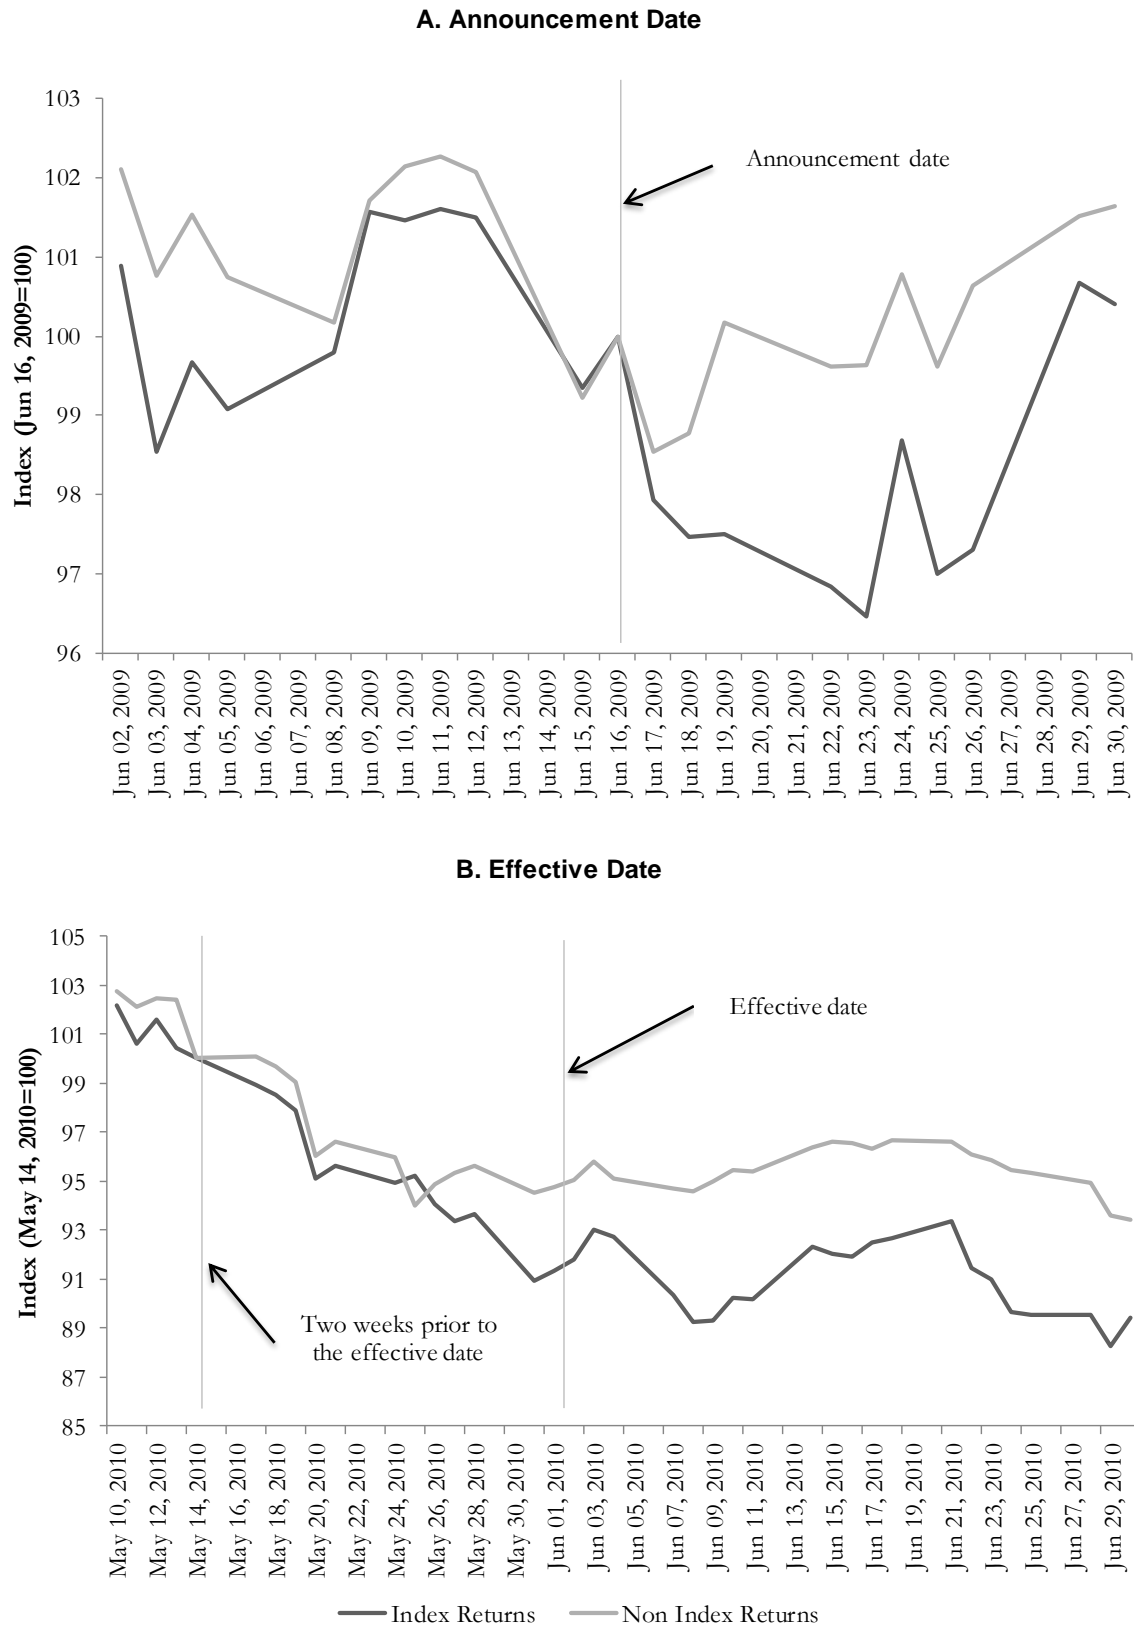 A. Announcement Date
103
102
101
100
99
98
97
96
Index (Jun 16, 2009=100)
Announcement date
Jun 02, 2009
Jun 03, 2009
Jun 04, 2009
Jun 05, 2009
Jun 06, 2009
Jun 07, 2009
Jun 08, 2009
Jun 09, 2009
Jun 10, 2009
Jun 11, 2009
Jun 12, 2009
Jun 13, 2009
Jun 14, 2009
Jun 15, 2009
Jun 16, 2009
Jun 17, 2009
Jun 18, 2009
Jun 19, 2009
Jun 20, 2009
Jun 21, 2009
Jun 22, 2009
Jun 23, 2009
Jun 24, 2009
Jun 25, 2009
Jun 26, 2009
Jun 27, 2009
Jun 28, 2009
Jun 29, 2009
Jun 30, 2009
B. Effective Date
105
103
101
99
97
95
93
91
89
87
85
Index (May 14, 2010=100)
Effective date
Two weeks prior to
the effective date
May 10, 2010
May 12, 2010
May 14, 2010
May 16, 2010
May 18, 2010
May 20, 2010
May 22, 2010
May 24, 2010
May 26, 2010
May 28, 2010
May 30, 2010
Jun 01, 2010
Jun 03, 2010
Jun 05, 2010
Jun 07, 2010
Jun 09, 2010
Jun 11, 2010
Jun 13, 2010
Jun 15, 2010
Jun 17, 2010
Jun 19, 2010
Jun 21, 2010
Jun 23, 2010
Jun 25, 2010
Jun 27, 2010
Jun 29, 2010
Index Returns
Non Index Returns